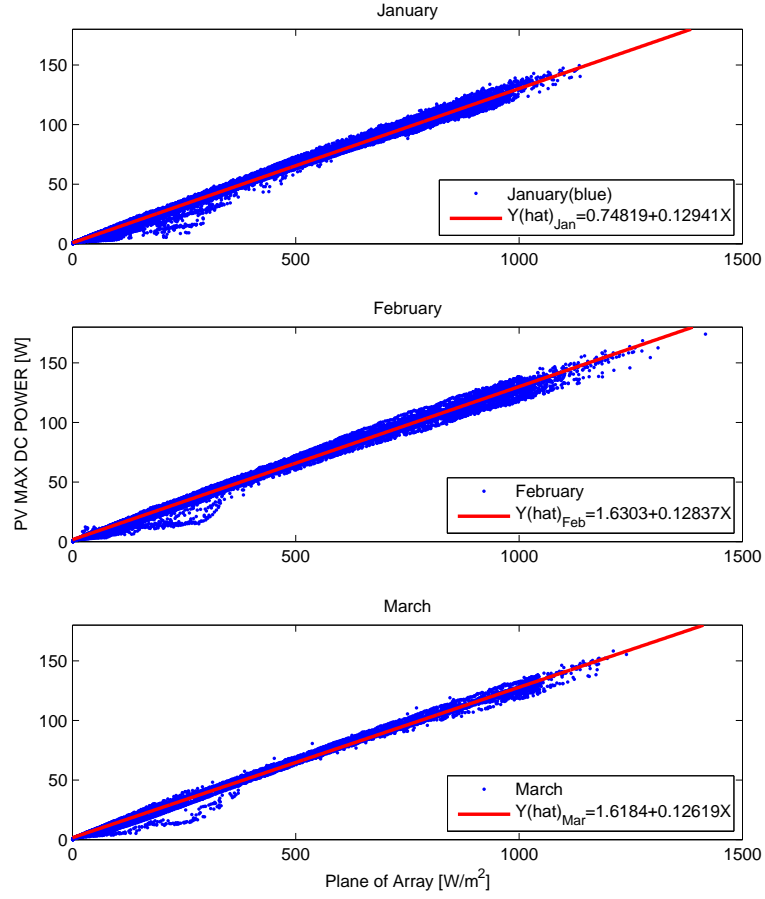 January
150
100
50
0
January(blue)
Y(hat)Jan=0.74819+0.12941X
0 500 1000 1500
February
PV MAX DC POWER [W]
150
100
50
0
February
Y(hat)Feb=1.6303+0.12837X
0 500 1000 1500
March
150
100
50
0
March
Y(hat)Mar=1.6184+0.12619X
0 500 1000 1500
Plane of Array [W/m2]